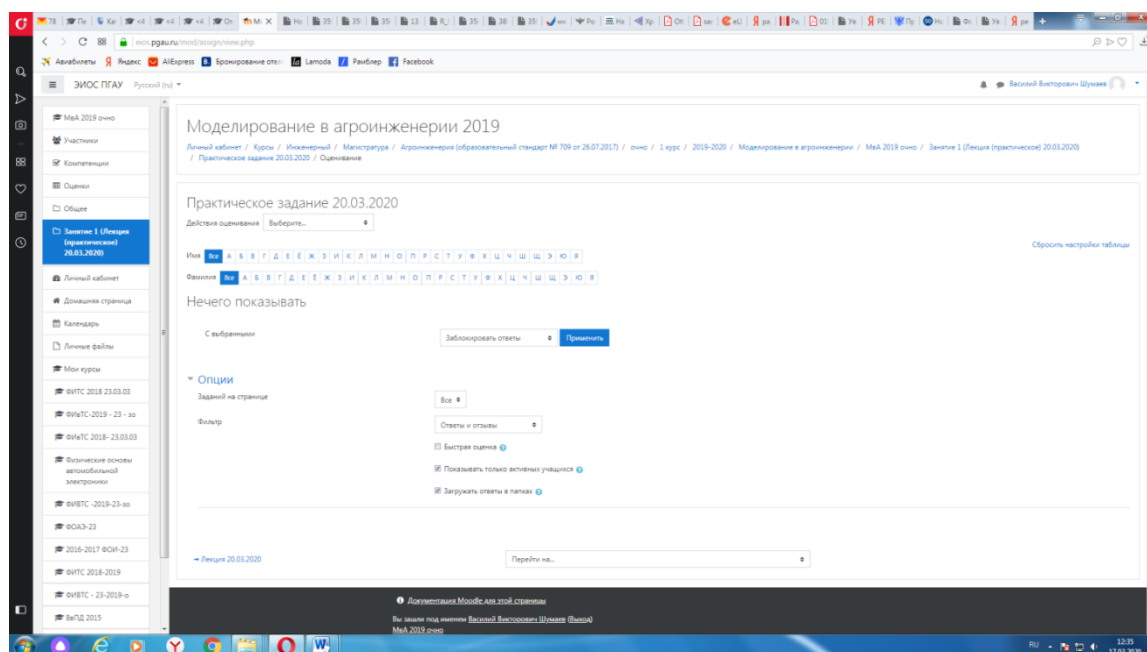 eios.pgau.ru/mod/assign/view.php
Авиабилеты Яндекс AliExpress Lamoda Рамблер Facebook
ЭИОС ПГАУ Русский (ru)
Василий Викторович Шумаев
МвА 2019 очно
Участники
Компетенции
Оценки
Общее
Занятие 1 (Лекция
(практическое)
20.03.2020)
Личный кабинет
Домашняя страница
Календарь
Личные файлы
Мои курсы
ФИТС 2018 23.03.03
ФИвТС-2019 - 23 - зо
ФИвТС 2018- 23.03.03
Физические основы
автомобильной
электроники
ФИВТС -2019-23-зо
ФОАЭ-23
2016-2017 ФОИ-23
ФИТС 2018-2019
ФИВТС - 23-2019-о
ВвПД 2015
Моделирование в агроинженерии 2019
Личный кабинет / Курсы / Инженерный / Магистратура / Агроинженерия (образовательный стандарт № 709 от 26.07.2017) / очно / 1 курс / 2019-2020 / Моделирование в агроинженерии / МвА 2019 очно / Занятие 1 (Лекция (практическое) 20.03.2020)
/ Практическое задание 20.03.2020 / Оценивание
Практическое задание 20.03.2020
Действия оценивания Выберите...
Сбросить настройки таблицы
Имя Все А Б В Г Д Е Ё Ж З И К Л М Н О П Р С Т У Ф Х Ц Ч Ш Щ Э Ю Я
Фамилия Все А Б В Г Д Е Ё Ж З И К Л М Н О П Р С Т У Ф Х Ц Ч Ш Щ Э Ю Я
Нечего показывать
С выбранными Заблокировать ответы Применить
Опции
Заданий на странице Все
Фильтр Ответы и отзывы
Быстрая оценка
Показывать только активных учащихся
Загружать ответы в папках
→ Лекция 20.03.2020 Перейти на...
Документация Moodle для этой страницы
Вы зашли под именем Василий Викторович Шумаев (Выход)
МвА 2019 очно
RU 12:35